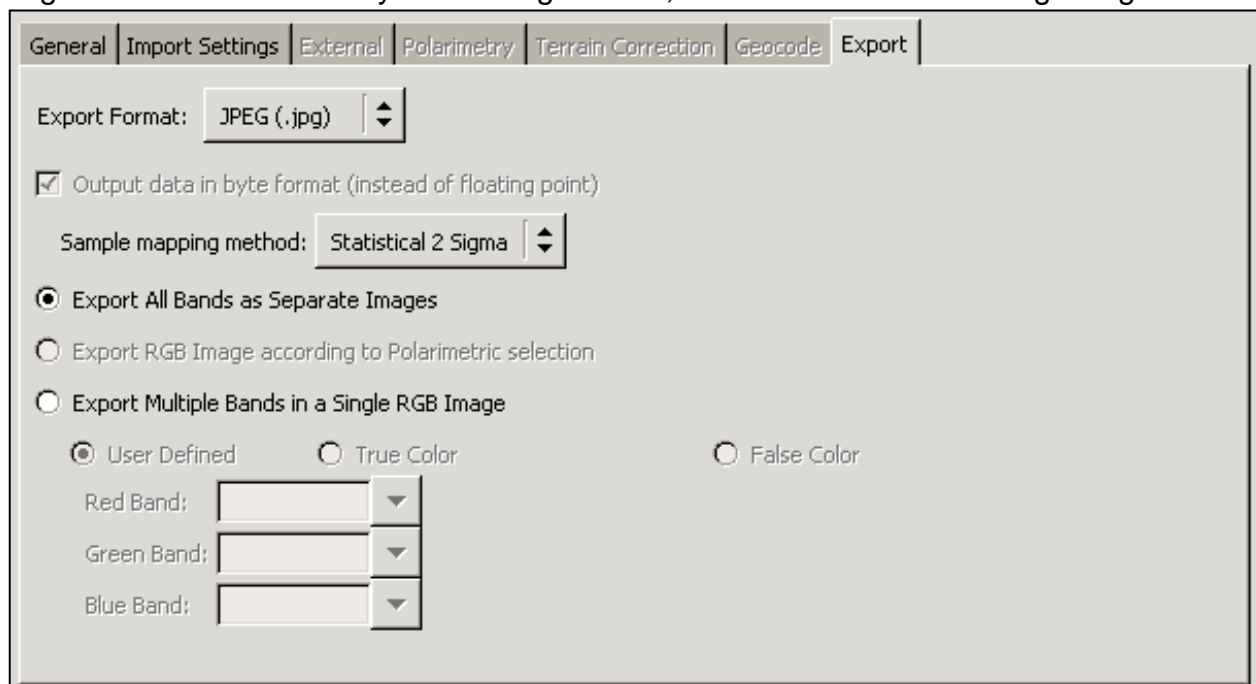 General Import Settings External Polarimetry Terrain Correction Geocode Export
Export Format: JPEG (.jpg)
Output data in byte format (instead of floating point)
Sample mapping method: Statistical 2 Sigma
Export All Bands as Separate Images
Export RGB Image according to Polarimetric selection
Export Multiple Bands in a Single RGB Image
User Defined True Color False Color
Red Band:
Green Band:
Blue Band: